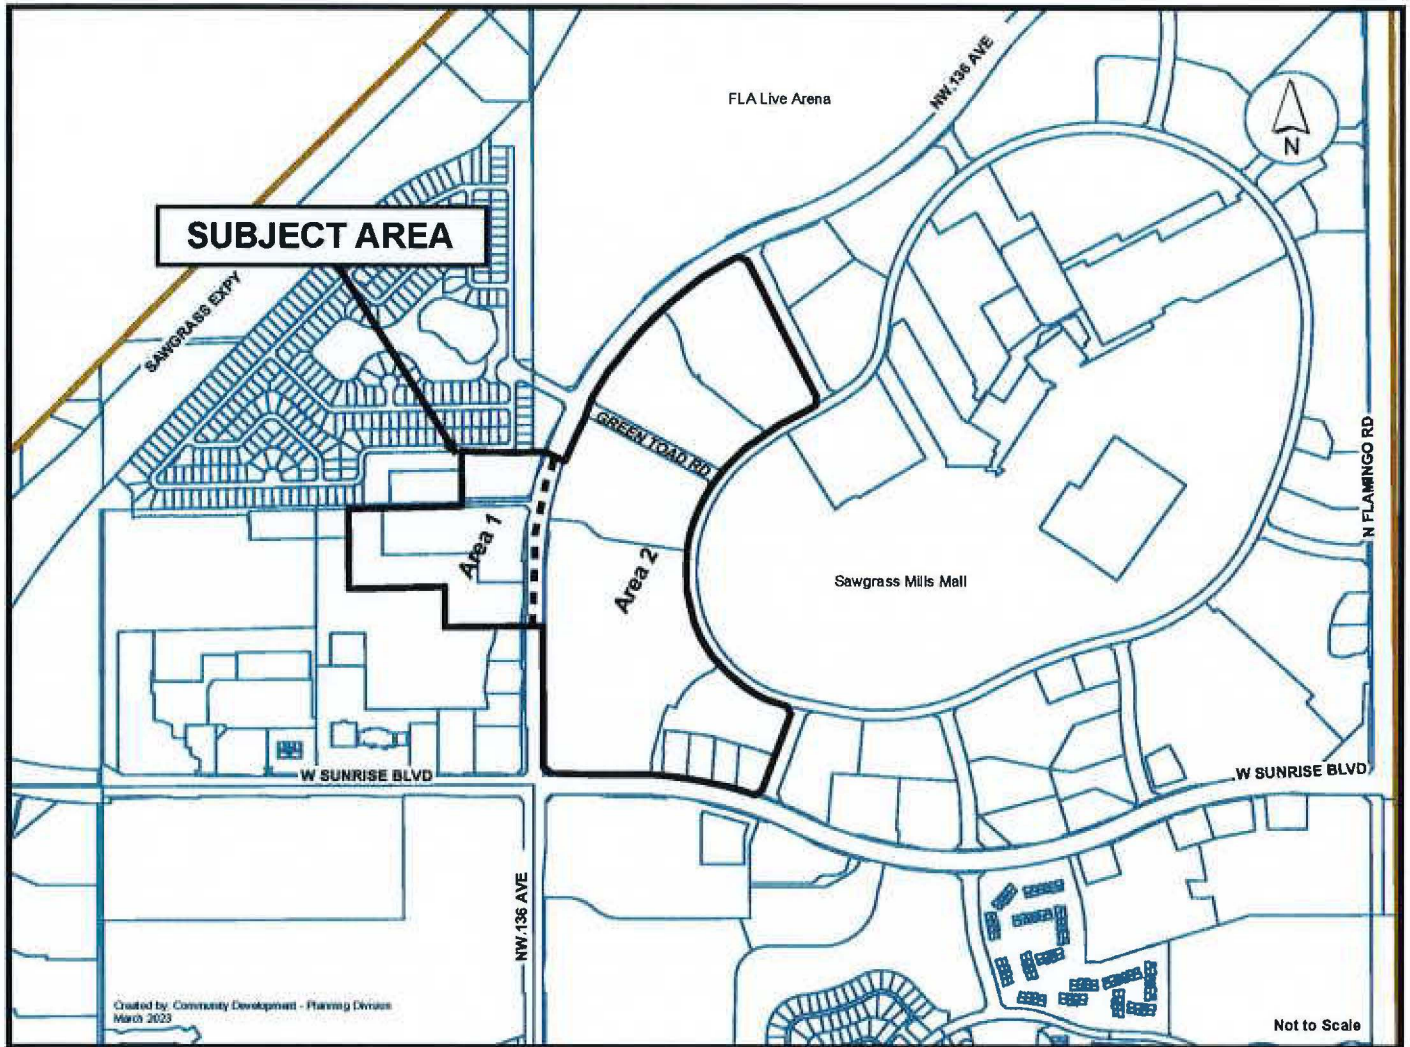 FLA Live Arena
NW.136 AVE
N
SUBJECT AREA
SAWGRASS EXPY
GREEN TOAD RD
N FLAMINGO RD
Area 1
Area 2
Sawgrass Mills Mall
W SUNRISE BLVD
W SUNRISE BLVD
NW.136 AVE
Created by: Community Development - Planning Division
March 2023
Not to Scale